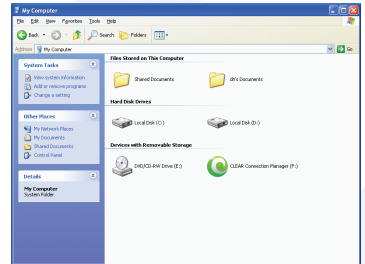 My Computer
File Edit View Favorites Tools Help
Back Search Folders
Address My Computer Go
System Tasks
View system information
Add or remove programs
Change a setting
Other Places
My Network Places
My Documents
Shared Documents
Control Panel
Details
My Computer
System Folder
Files Stored on This Computer
Shared Documents
Documents
Hard Disk Drives
Local Disk (C:)
Local Disk (D:)
Devices with Removable Storage
DVD/CD-RW Drive (E:)
CLEAR Connection Manager (F:)